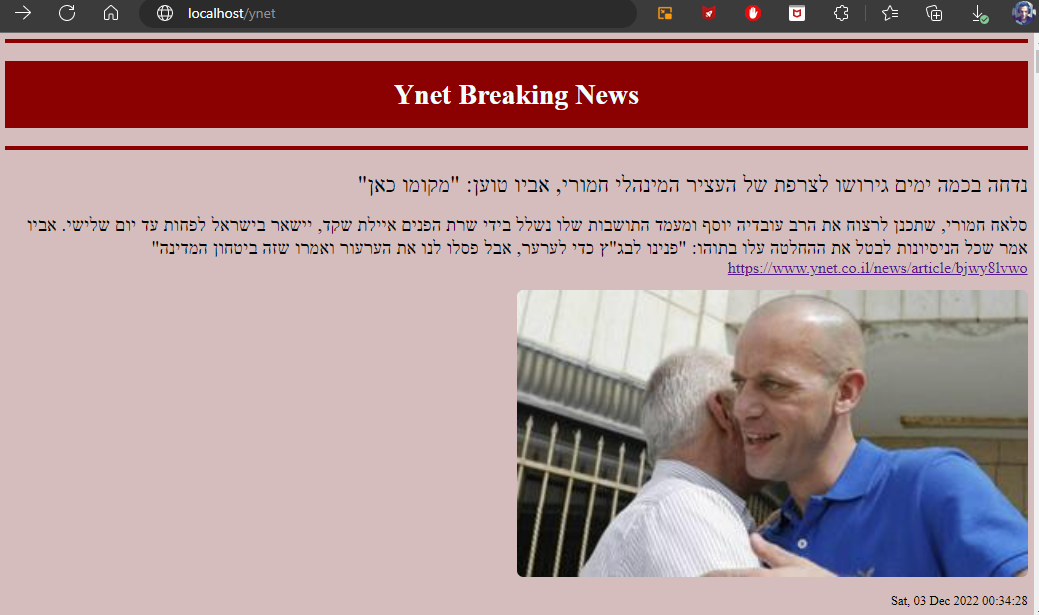 localhost/ynet
Ynet Breaking News
נדחה בכמה ימים גירושו לצרפת של העציר המינהלי חמורי, אביו טוען: "מקומו כאן"
סלאח חמורי, שתכנן לרצוח את הרב עובדיה יוסף ומעמד התושבות שלו נשלל בידי שרת הפנים איילת שקד, יישאר בישראל לפחות עד יום שלישי. אביו
אמר שכל הניסיונות לבטל את ההחלטה עלו בתוהו: "פנינו לבג"ץ כדי לערער, אבל פסלו לנו את הערעור ואמרו שזה ביטחון המדינה"
https://www.ynet.co.il/news/article/bjwy8lvwo
Sat, 03 Dec 2022 00:34:28